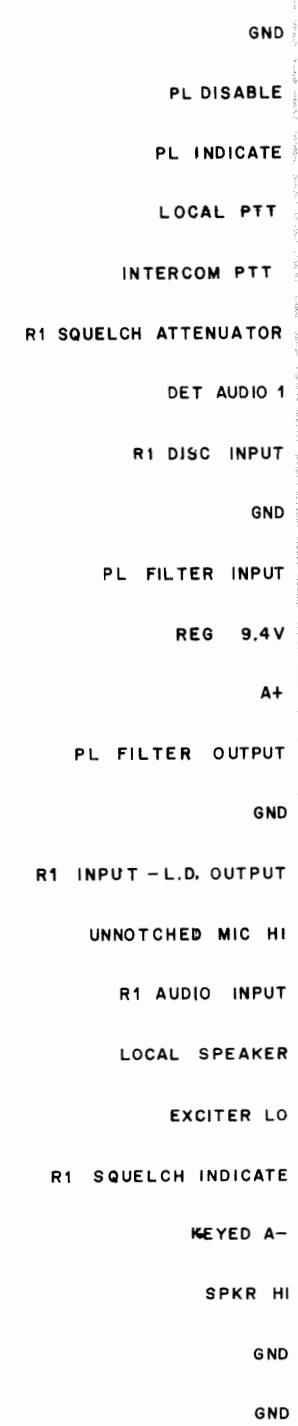 GND
PL DISABLE
PL INDICATE
LOCAL PTT
INTERCOM PTT
R1 SQUELCH ATTENUATOR
DET AUDIO 1
R1 DISC INPUT
GND
PL FILTER INPUT
REG 9.4V
A+
PL FILTER OUTPUT
GND
R1 INPUT – L.D. OUTPUT
UNNOTCHED MIC HI
R1 AUDIO INPUT
LOCAL SPEAKER
EXCITER LO
R1 SQUELCH INDICATE
KEYED A–
SPKR HI
GND
GND